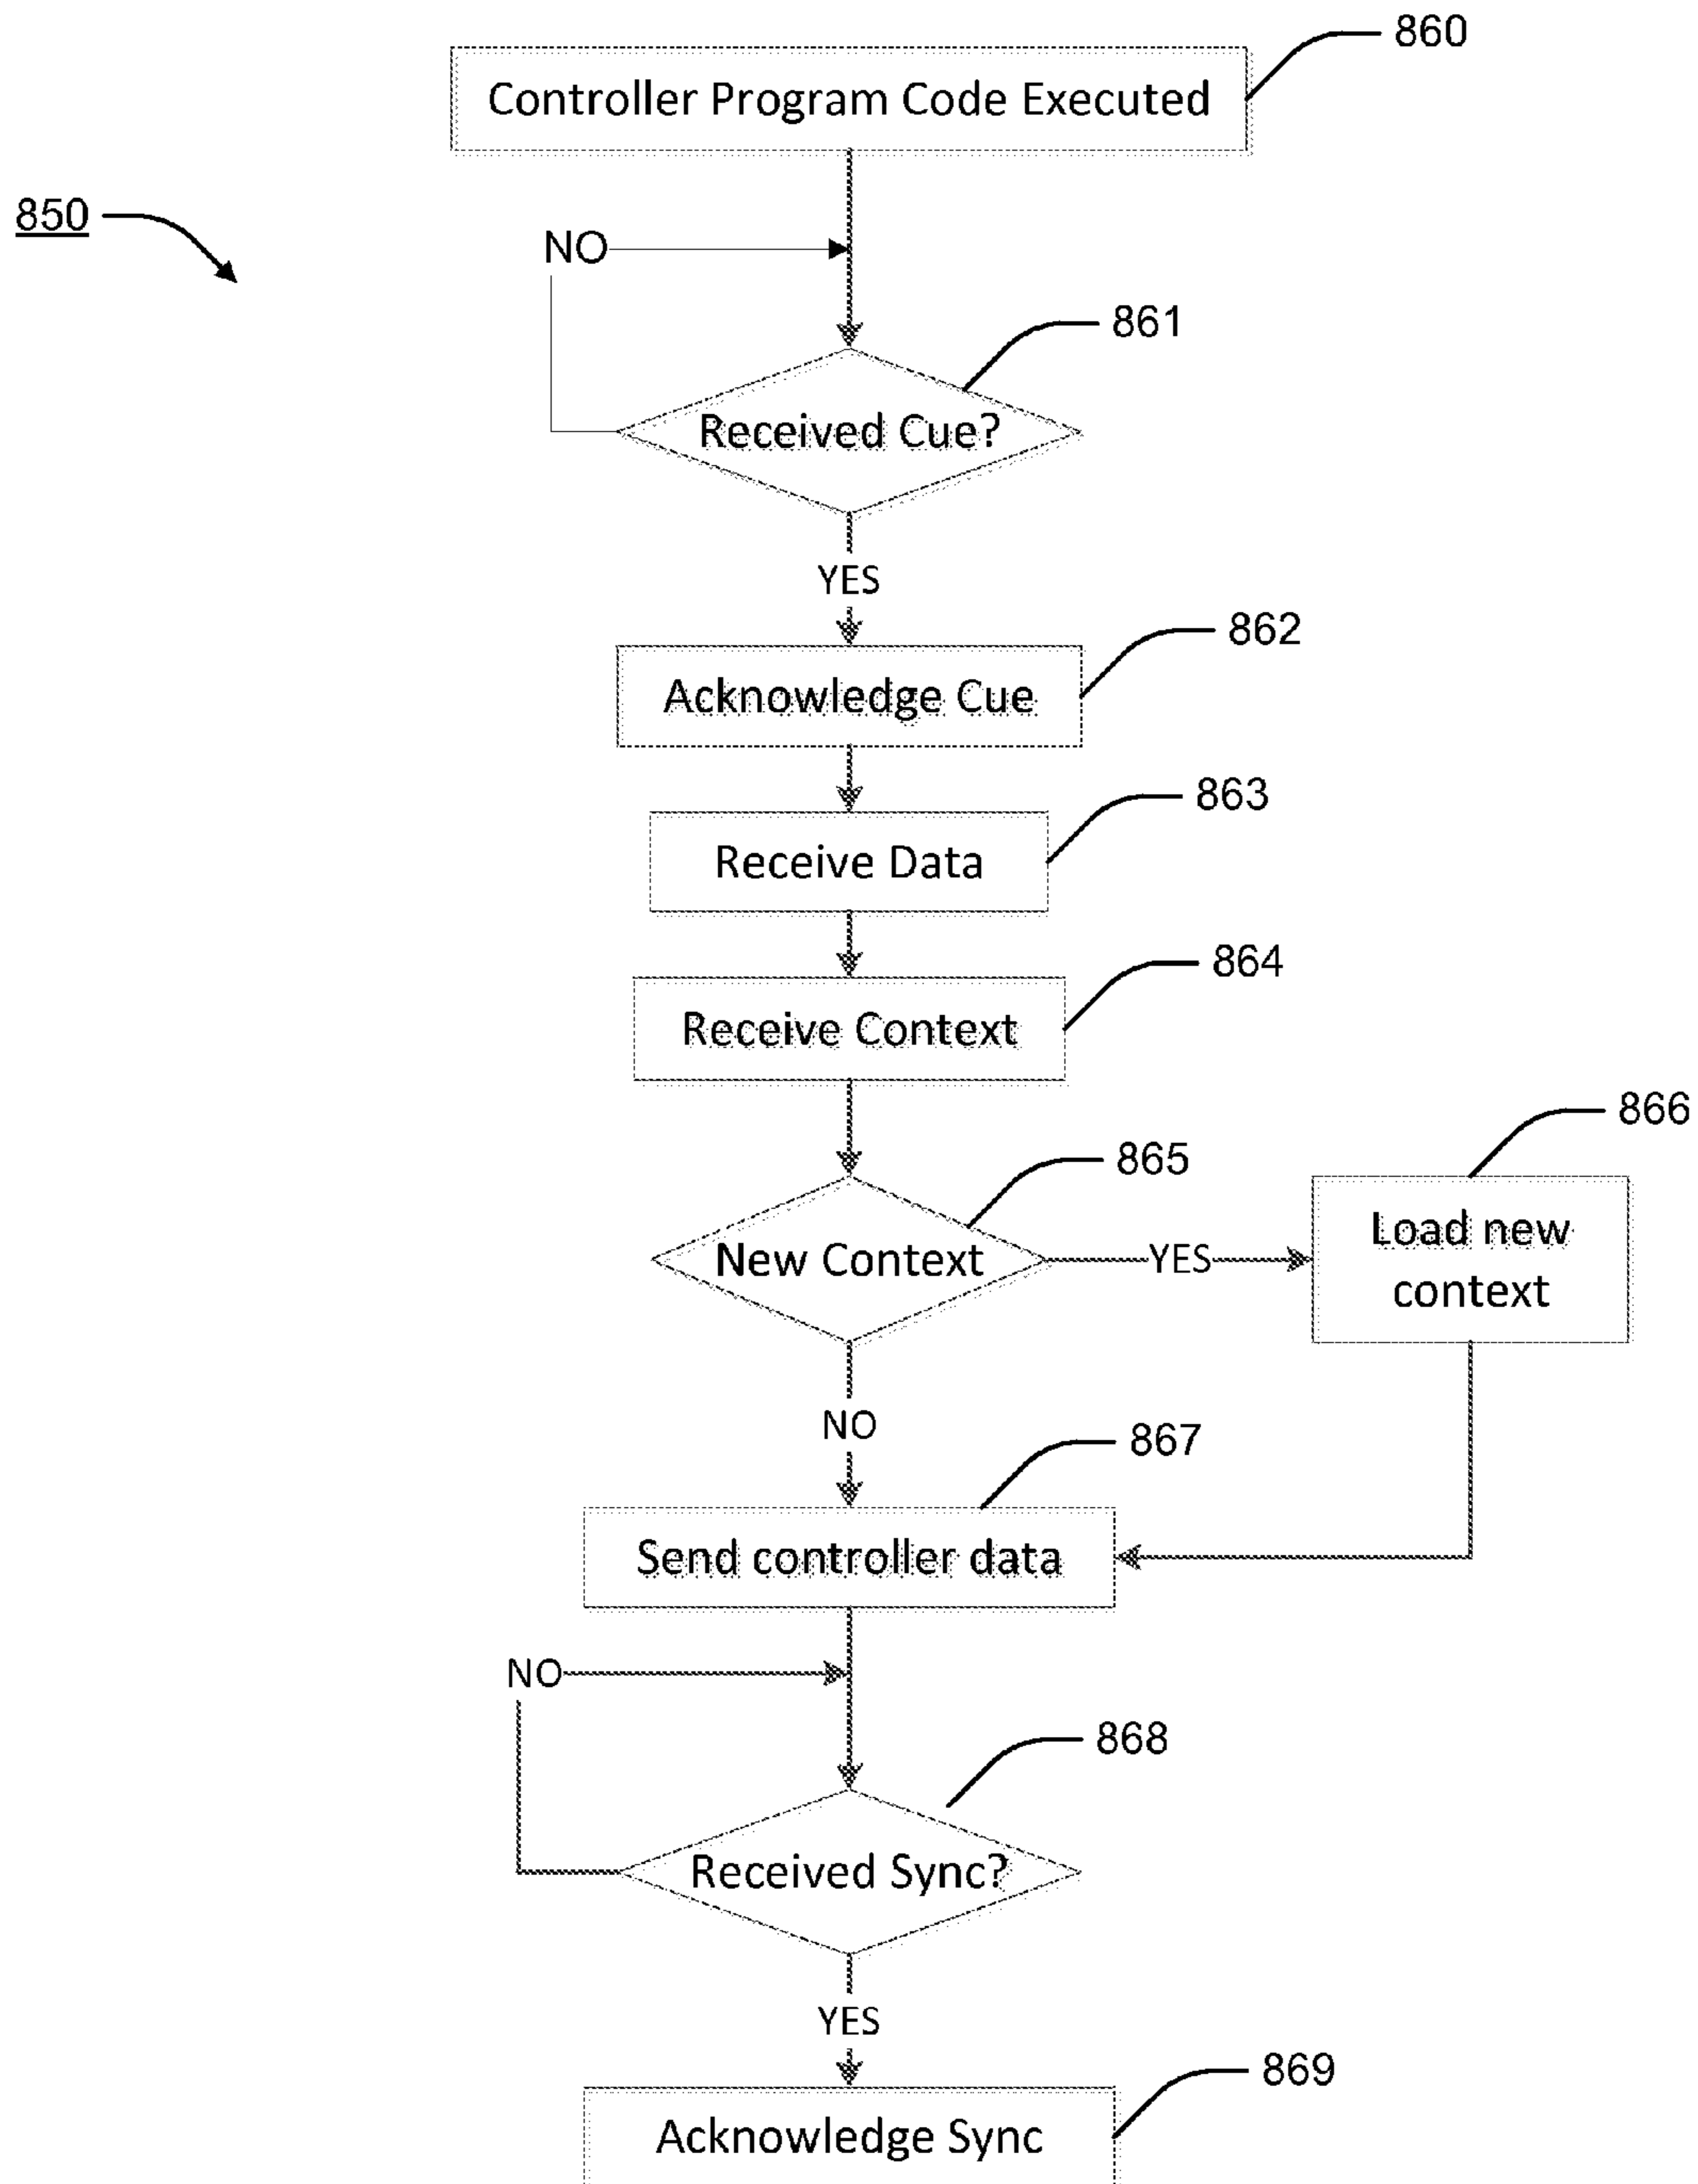 860
Controller Program Code Executed
850
NO
861
Received Cue?
YES
862
Acknowledge Cue
863
Receive Data
864
Receive Context
866
865
Load new
context
New Context
YES
NO
867
Send controller data
NO
868
Received Sync?
YES
869
Acknowledge Sync